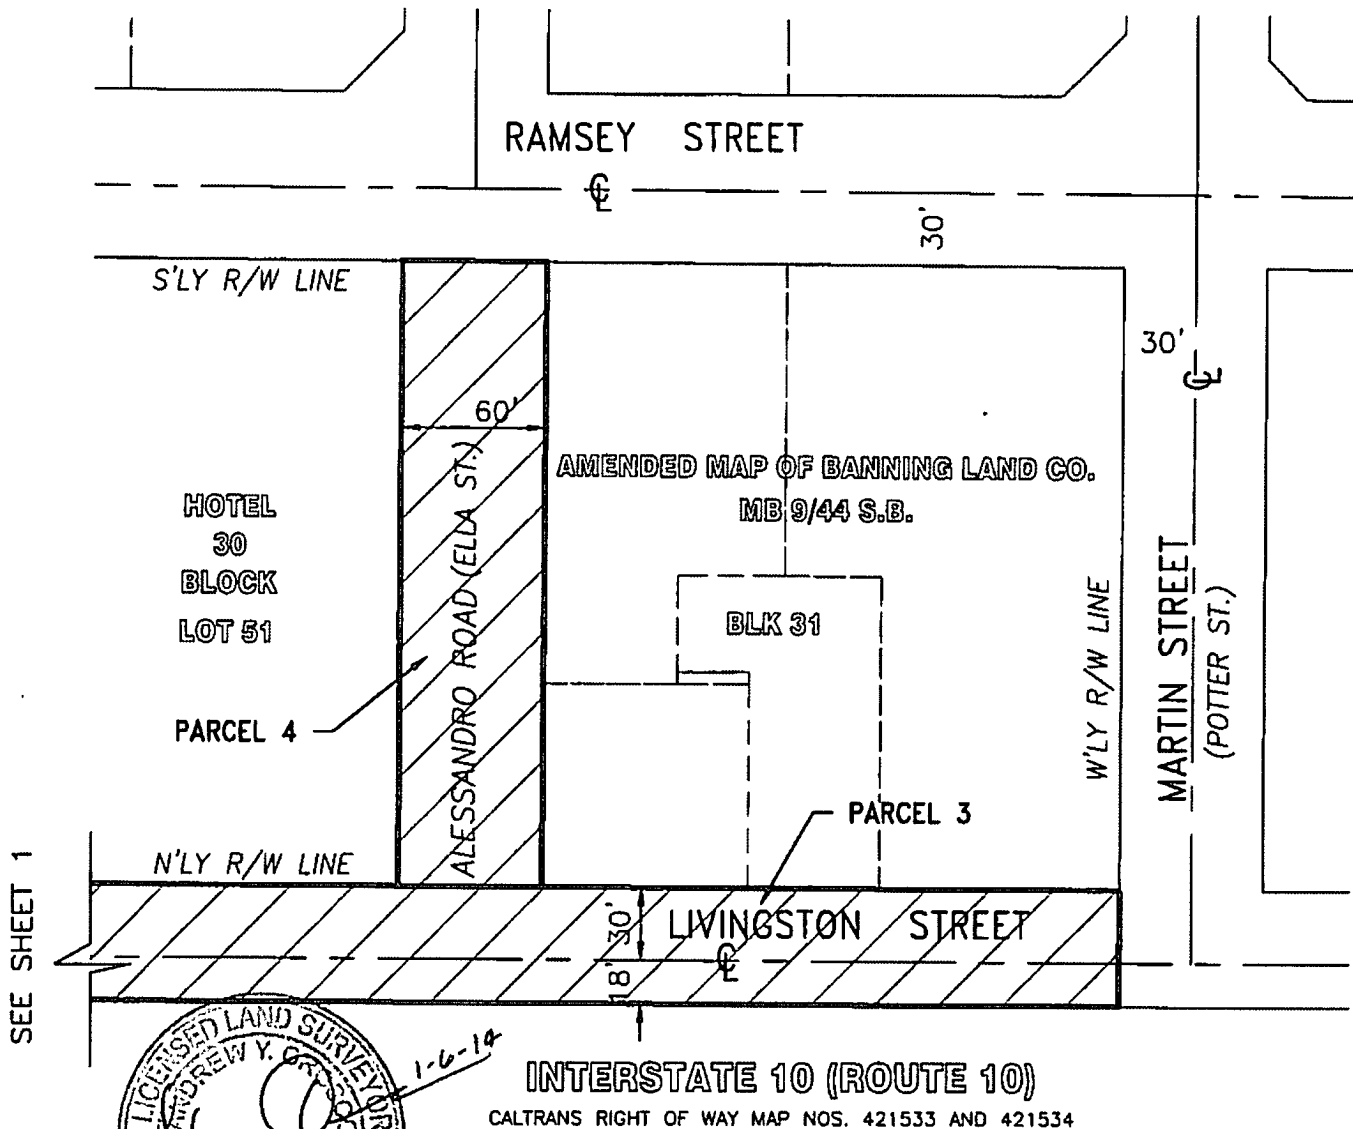 RAMSEY STREET
C̲L
30'
S'LY R/W LINE
30'
C̲L
60'
AMENDED MAP OF BANNING LAND CO.
MB 9/44 S.B.
HOTEL
30
BLOCK
LOT 51
ALESSANDRO ROAD (ELLA ST.)
BLK 31
W'LY R/W LINE
MARTIN STREET
(POTTER ST.)
PARCEL 4
PARCEL 3
N'LY R/W LINE
SEE SHEET 1
30'
18'
LIVINGSTON STREET
C̲L
LICENSED LAND SURVEYOR
ANDREW Y.
1-6-14
INTERSTATE 10 (ROUTE 10)
CALTRANS RIGHT OF WAY MAP NOS. 421533 AND 421534